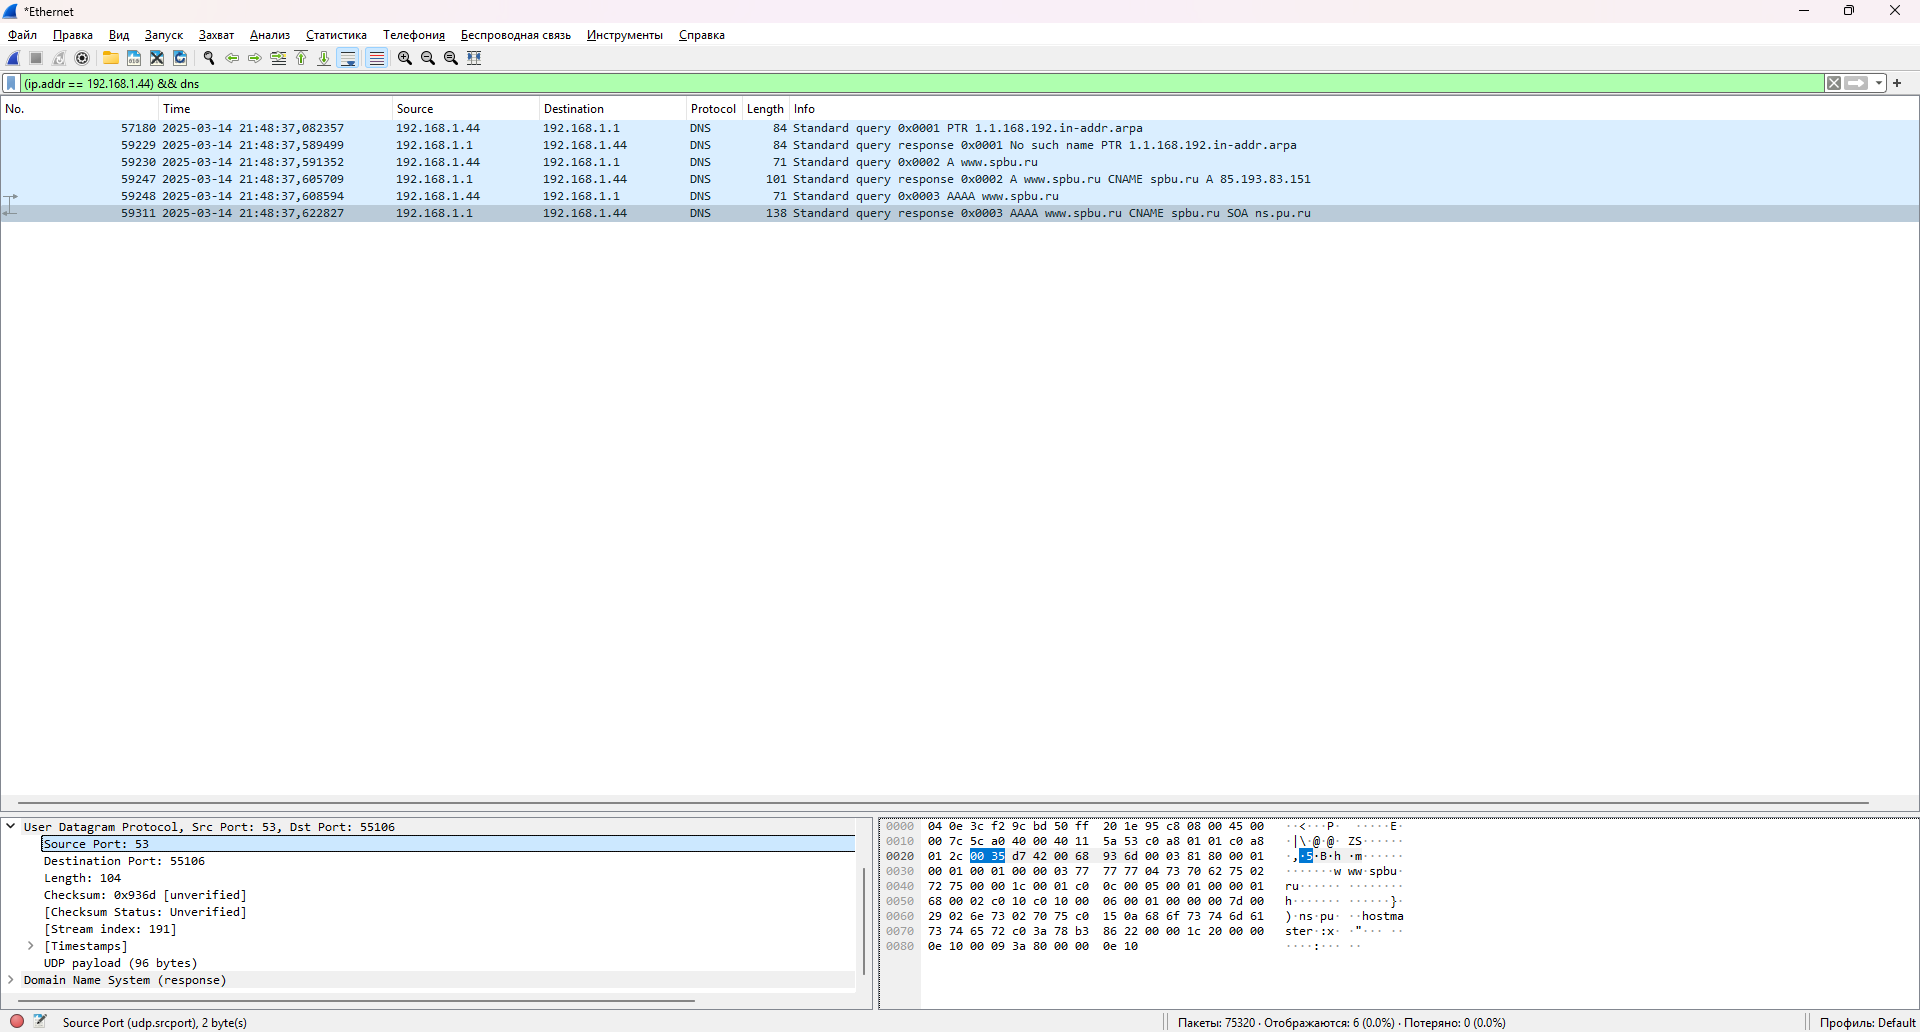 *Ethernet
Файл Правка Вид Запуск Захват Анализ Статистика Телефония Беспроводная связь Инструменты Справка
(ip.addr == 192.168.1.44) && dns
No. Time Source Destination Protocol Length Info
57180 2025-03-14 21:48:37,082357 192.168.1.44 192.168.1.1 DNS 84 Standard query 0x0001 PTR 1.1.168.192.in-addr.arpa
59229 2025-03-14 21:48:37,589499 192.168.1.1 192.168.1.44 DNS 84 Standard query response 0x0001 No such name PTR 1.1.168.192.in-addr.arpa
59230 2025-03-14 21:48:37,591352 192.168.1.44 192.168.1.1 DNS 71 Standard query 0x0002 A www.spbu.ru
59247 2025-03-14 21:48:37,605709 192.168.1.1 192.168.1.44 DNS 101 Standard query response 0x0002 A www.spbu.ru CNAME spbu.ru A 85.193.83.151
59248 2025-03-14 21:48:37,608594 192.168.1.44 192.168.1.1 DNS 71 Standard query 0x0003 AAAA www.spbu.ru
59311 2025-03-14 21:48:37,622827 192.168.1.1 192.168.1.44 DNS 138 Standard query response 0x0003 AAAA www.spbu.ru CNAME spbu.ru SOA ns.pu.ru
User Datagram Protocol, Src Port: 53, Dst Port: 55106
Source Port: 53
Destination Port: 55106
Length: 104
Checksum: 0x936d [unverified]
[Checksum Status: Unverified]
[Stream index: 191]
[Timestamps]
UDP payload (96 bytes)
Domain Name System (response)
0000 04 0e 3c f2 9c bd 50 ff 20 1e 95 c8 08 00 45 00 ··<···P· ·····E·
0010 00 7c 5c a0 40 00 40 11 5a 53 c0 a8 01 01 c0 a8 ·|\·@·@· ZS······
0020 01 2c 00 35 d7 42 00 68 93 6d 00 03 81 80 00 01 ·,·5·B·h ·m······
0030 00 01 00 01 00 00 03 77 77 77 04 73 70 62 75 02 ·······w ww·spbu·
0040 72 75 00 00 1c 00 01 c0 0c 00 05 00 01 00 00 01 ru······ ········
0050 68 00 02 c0 10 c0 10 00 06 00 01 00 00 00 7d 00 h······· ······}·
0060 29 02 6e 73 02 70 75 c0 15 0a 68 6f 73 74 6d 61 )·ns·pu· ··hostma
0070 73 74 65 72 c0 3a 78 b3 86 22 00 00 1c 20 00 00 ster·:x· ·"··· ··
0080 0e 10 00 09 3a 80 00 00 0e 10 ····:··· ··
Source Port (udp.srcport), 2 byte(s)
Пакеты: 75320 · Отображаются: 6 (0.0%) · Потеряно: 0 (0.0%)
Профиль: Default